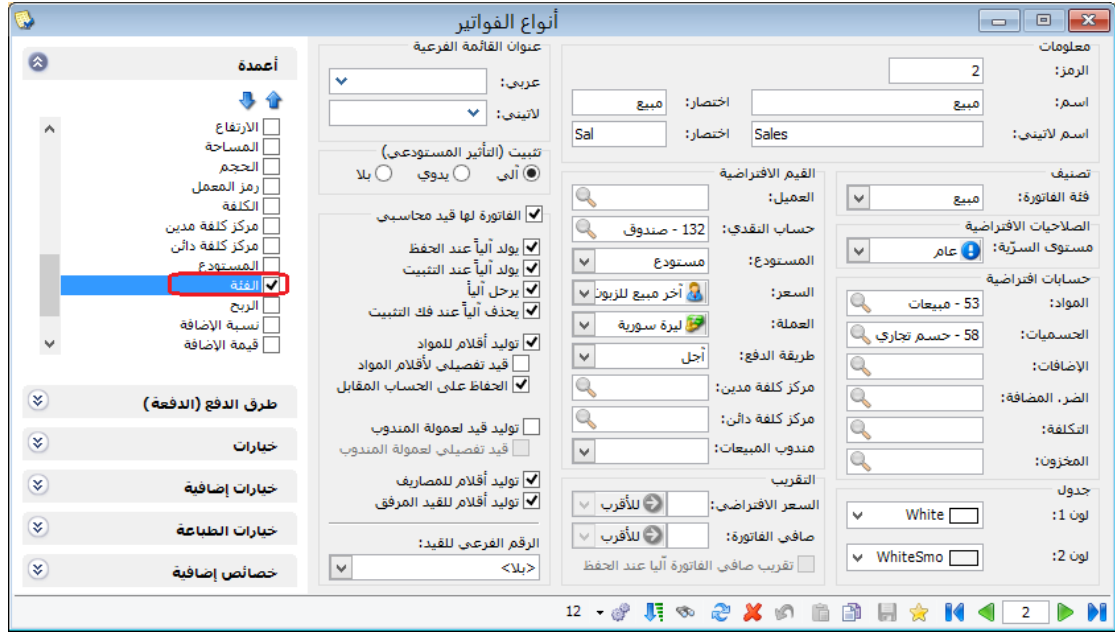 أنواع الفواتير
معلومات
الرمز: 2
اسم: مبيع اختصار: مبيع
اسم لاتيني: Sales اختصار: Sal
تصنيف
فئة الفاتورة: مبيع
الصلاحيات الافتراضية
مستوى السرّية: عام
حسابات افتراضية
المواد: 53 - مبيعات
الحسميات: 58 - حسم تجاري
الإضافات:
الضر. المضافة:
التكلفة:
المخزون:
جدول
لون 1: White
لون 2: WhiteSmo
القيم الافتراضية
العميل:
حساب النقدي: 132 - صندوق
المستودع: مستودع
السعر: آخر مبيع للزبون
العملة: ليرة سورية
طريقة الدفع: آجل
مركز كلفة مدين:
مركز كلفة دائن:
مندوب المبيعات:
التقريب
السعر الافتراضي: للأقرب
صافي الفاتورة: للأقرب
تقريب صافي الفاتورة آليا عند الحفظ
عنوان القائمة الفرعية
عربي:
لاتيني:
تثبيت (التأثير المستودعي)
آلي يدوي بلا
الفاتورة لها قيد محاسبي
يولد آلياً عند الحفظ
يولد آلياً عند التثبيت
يرحل آلياً
يحذف آلياً عند فك التثبيت
توليد أقلام للمواد
قيد تفصيلي لأقلام المواد
الحفاظ على الحساب المقابل
توليد قيد لعمولة المندوب
قيد تفصيلي لعمولة المندوب
توليد أقلام للمصاريف
توليد أقلام للقيد المرفق
الرقم الفرعي للقيد:
<بلا>
أعمدة
الارتفاع
المساحة
الحجم
رمز المعمل
الكلفة
مركز كلفة مدين
مركز كلفة دائن
المستودع
الفئة
الربح
نسبة الإضافة
قيمة الإضافة
طرق الدفع (الدفعة)
خيارات
خيارات إضافية
خيارات الطباعة
خصائص إضافية
2
12